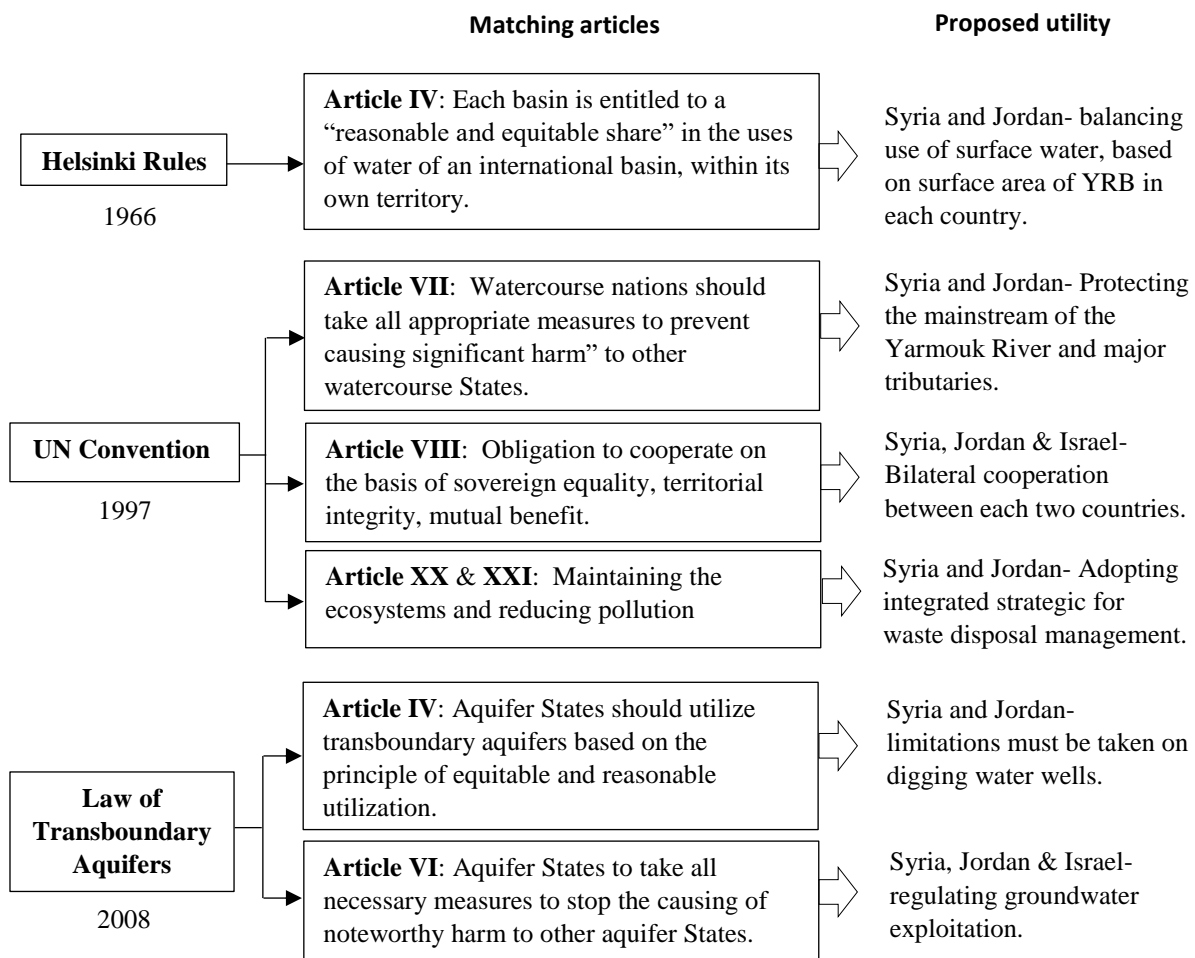 Matching articles
Proposed utility
Helsinki Rules
1966
Article IV: Each basin is entitled to a
“reasonable and equitable share” in the uses
of water of an international basin, within its
own territory.
Syria and Jordan- balancing
use of surface water, based
on surface area of YRB in
each country.
UN Convention
1997
Article VII: Watercourse nations should
take all appropriate measures to prevent
causing significant harm” to other
watercourse States.
Syria and Jordan- Protecting
the mainstream of the
Yarmouk River and major
tributaries.
Article VIII: Obligation to cooperate on
the basis of sovereign equality, territorial
integrity, mutual benefit.
Syria, Jordan & Israel-
Bilateral cooperation
between each two countries.
Article XX & XXI: Maintaining the
ecosystems and reducing pollution
Syria and Jordan- Adopting
integrated strategic for
waste disposal management.
Law of
Transboundary
Aquifers
2008
Article IV: Aquifer States should utilize
transboundary aquifers based on the
principle of equitable and reasonable
utilization.
Syria and Jordan-
limitations must be taken on
digging water wells.
Article VI: Aquifer States to take all
necessary measures to stop the causing of
noteworthy harm to other aquifer States.
Syria, Jordan & Israel-
regulating groundwater
exploitation.